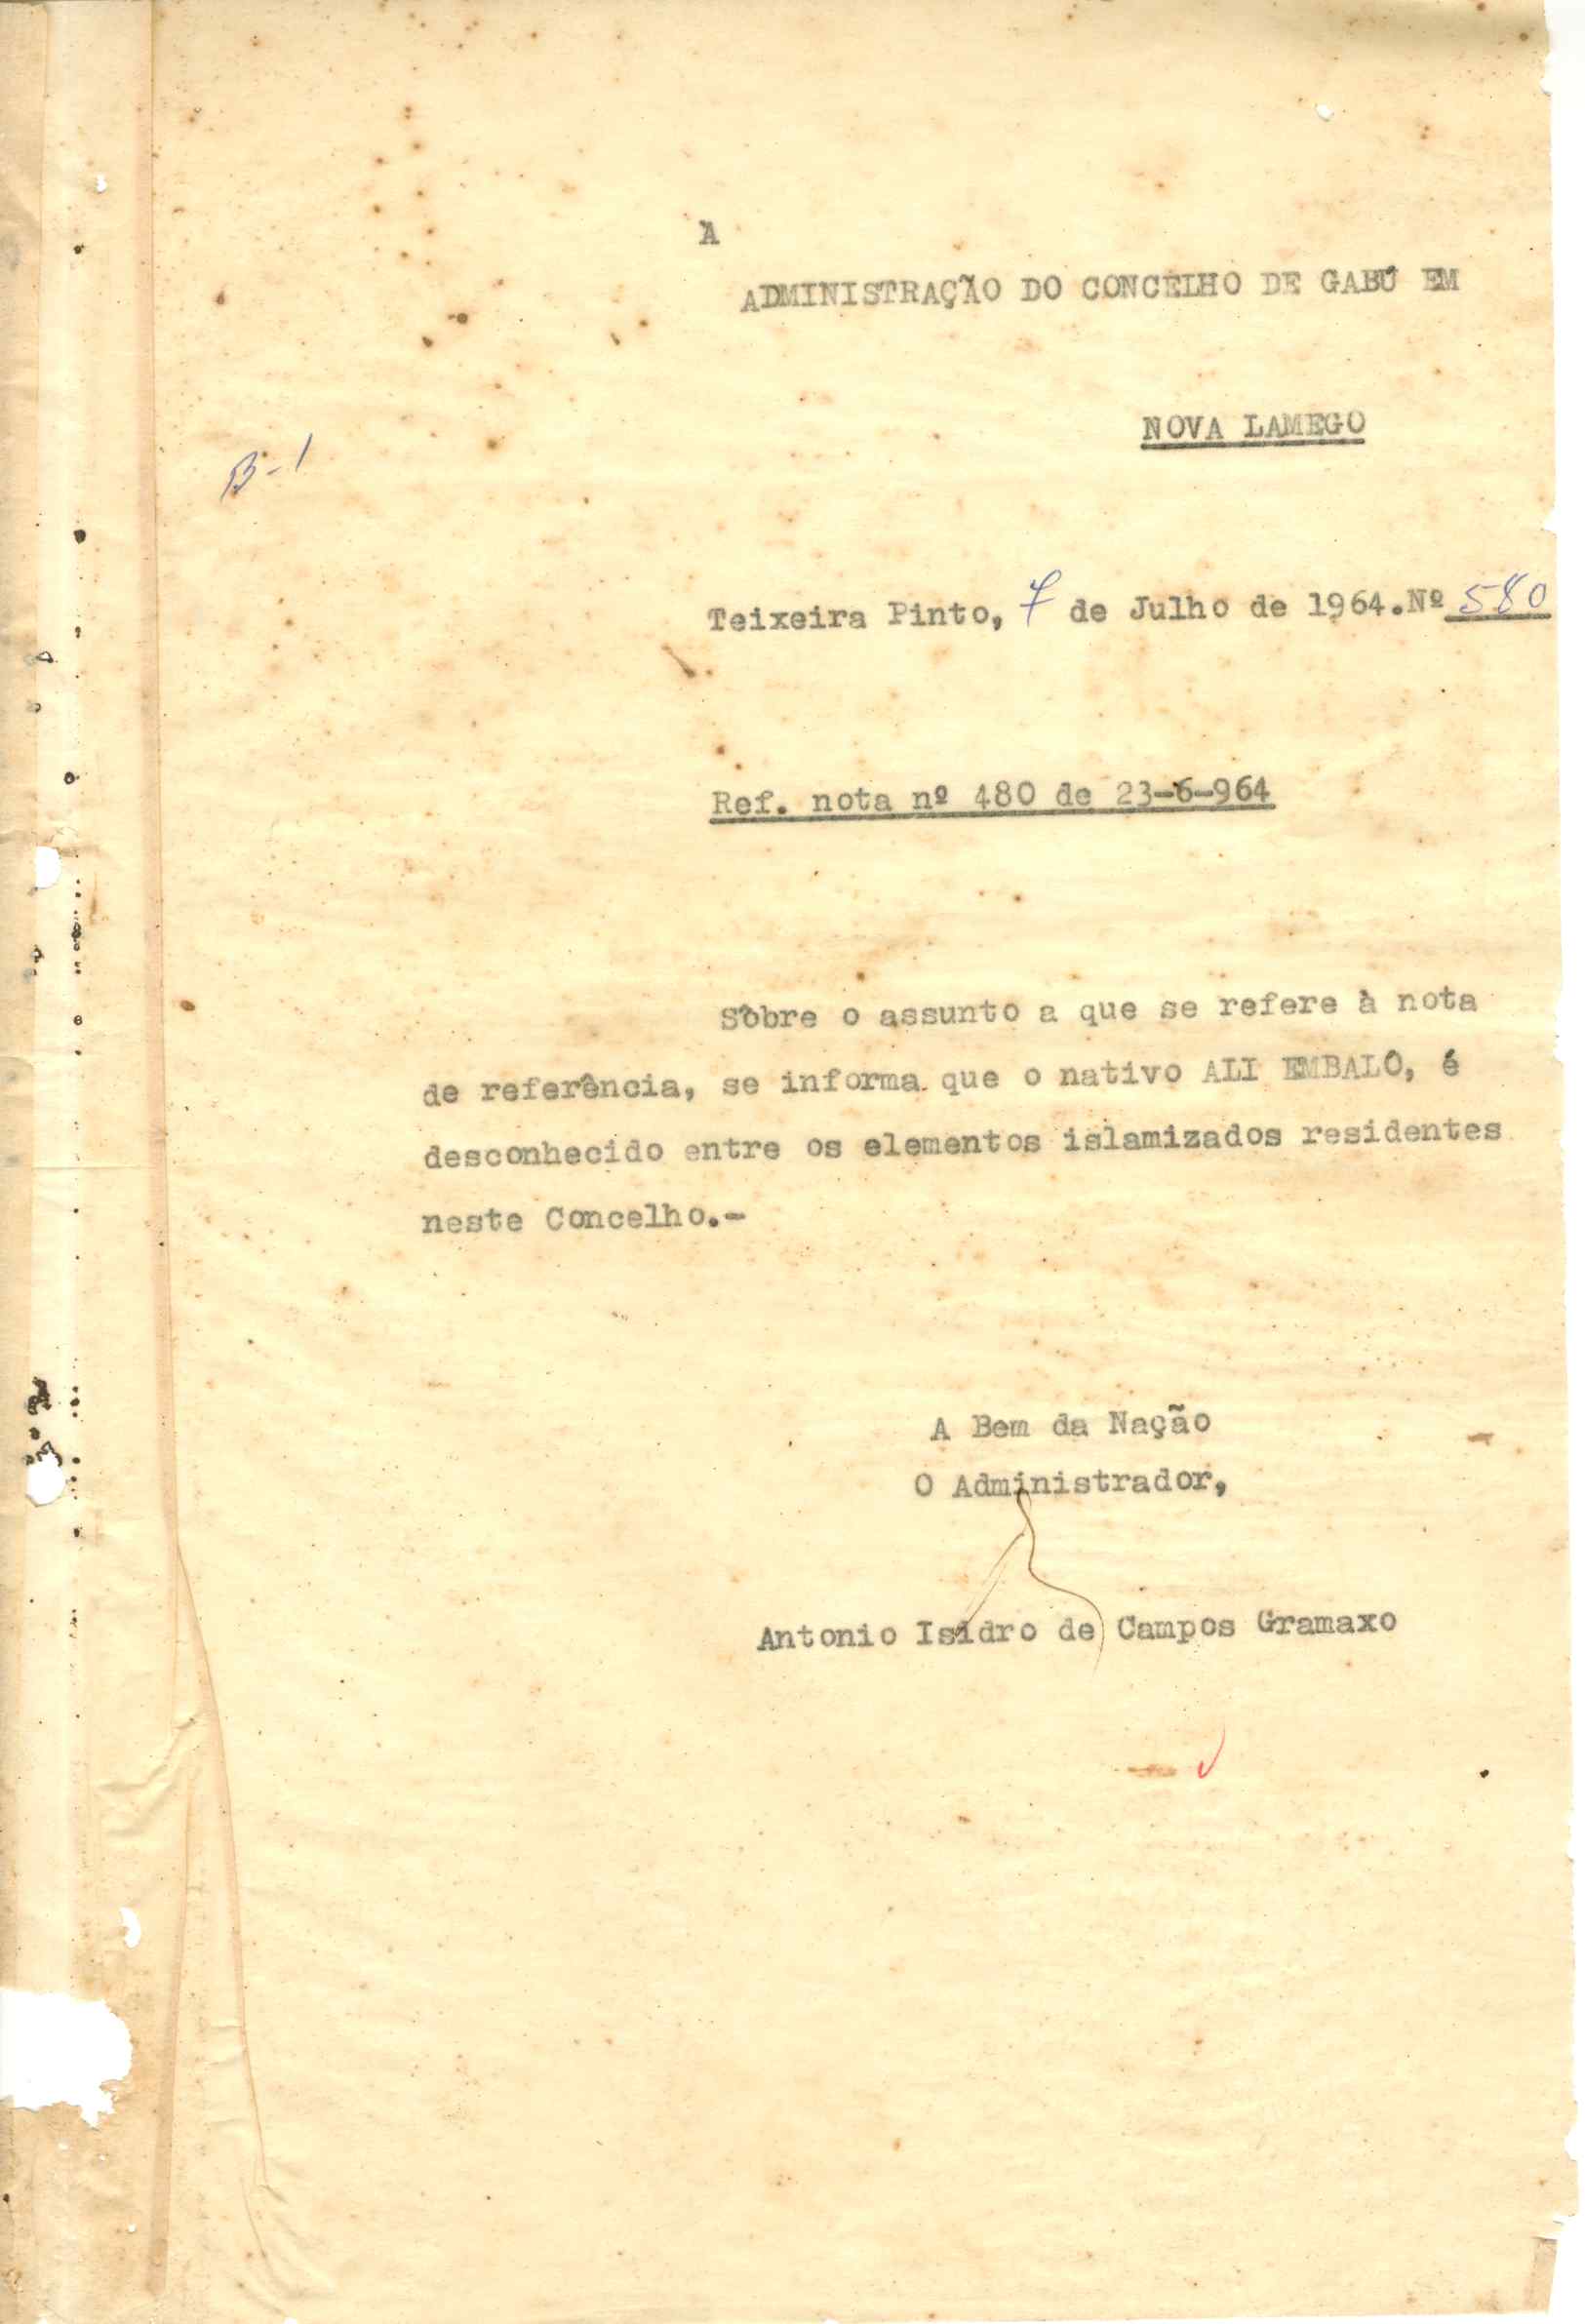 À
ADMINISTRAÇÃO DO CONCELHO DE GABÚ EM
NOVA LAMEGO
B-1
Teixeira Pinto, 7 de Julho de 1964.Nº 580
Ref. nota nº 480 de 23-6-964
Sôbre o assunto a que se refere à nota
de referência, se informa que o nativo ALI EMBALÓ, é
desconhecido entre os elementos islamizados residentes
neste Concelho.-
A Bem da Nação
O Administrador,
Antonio Isidro de Campos Gramaxo